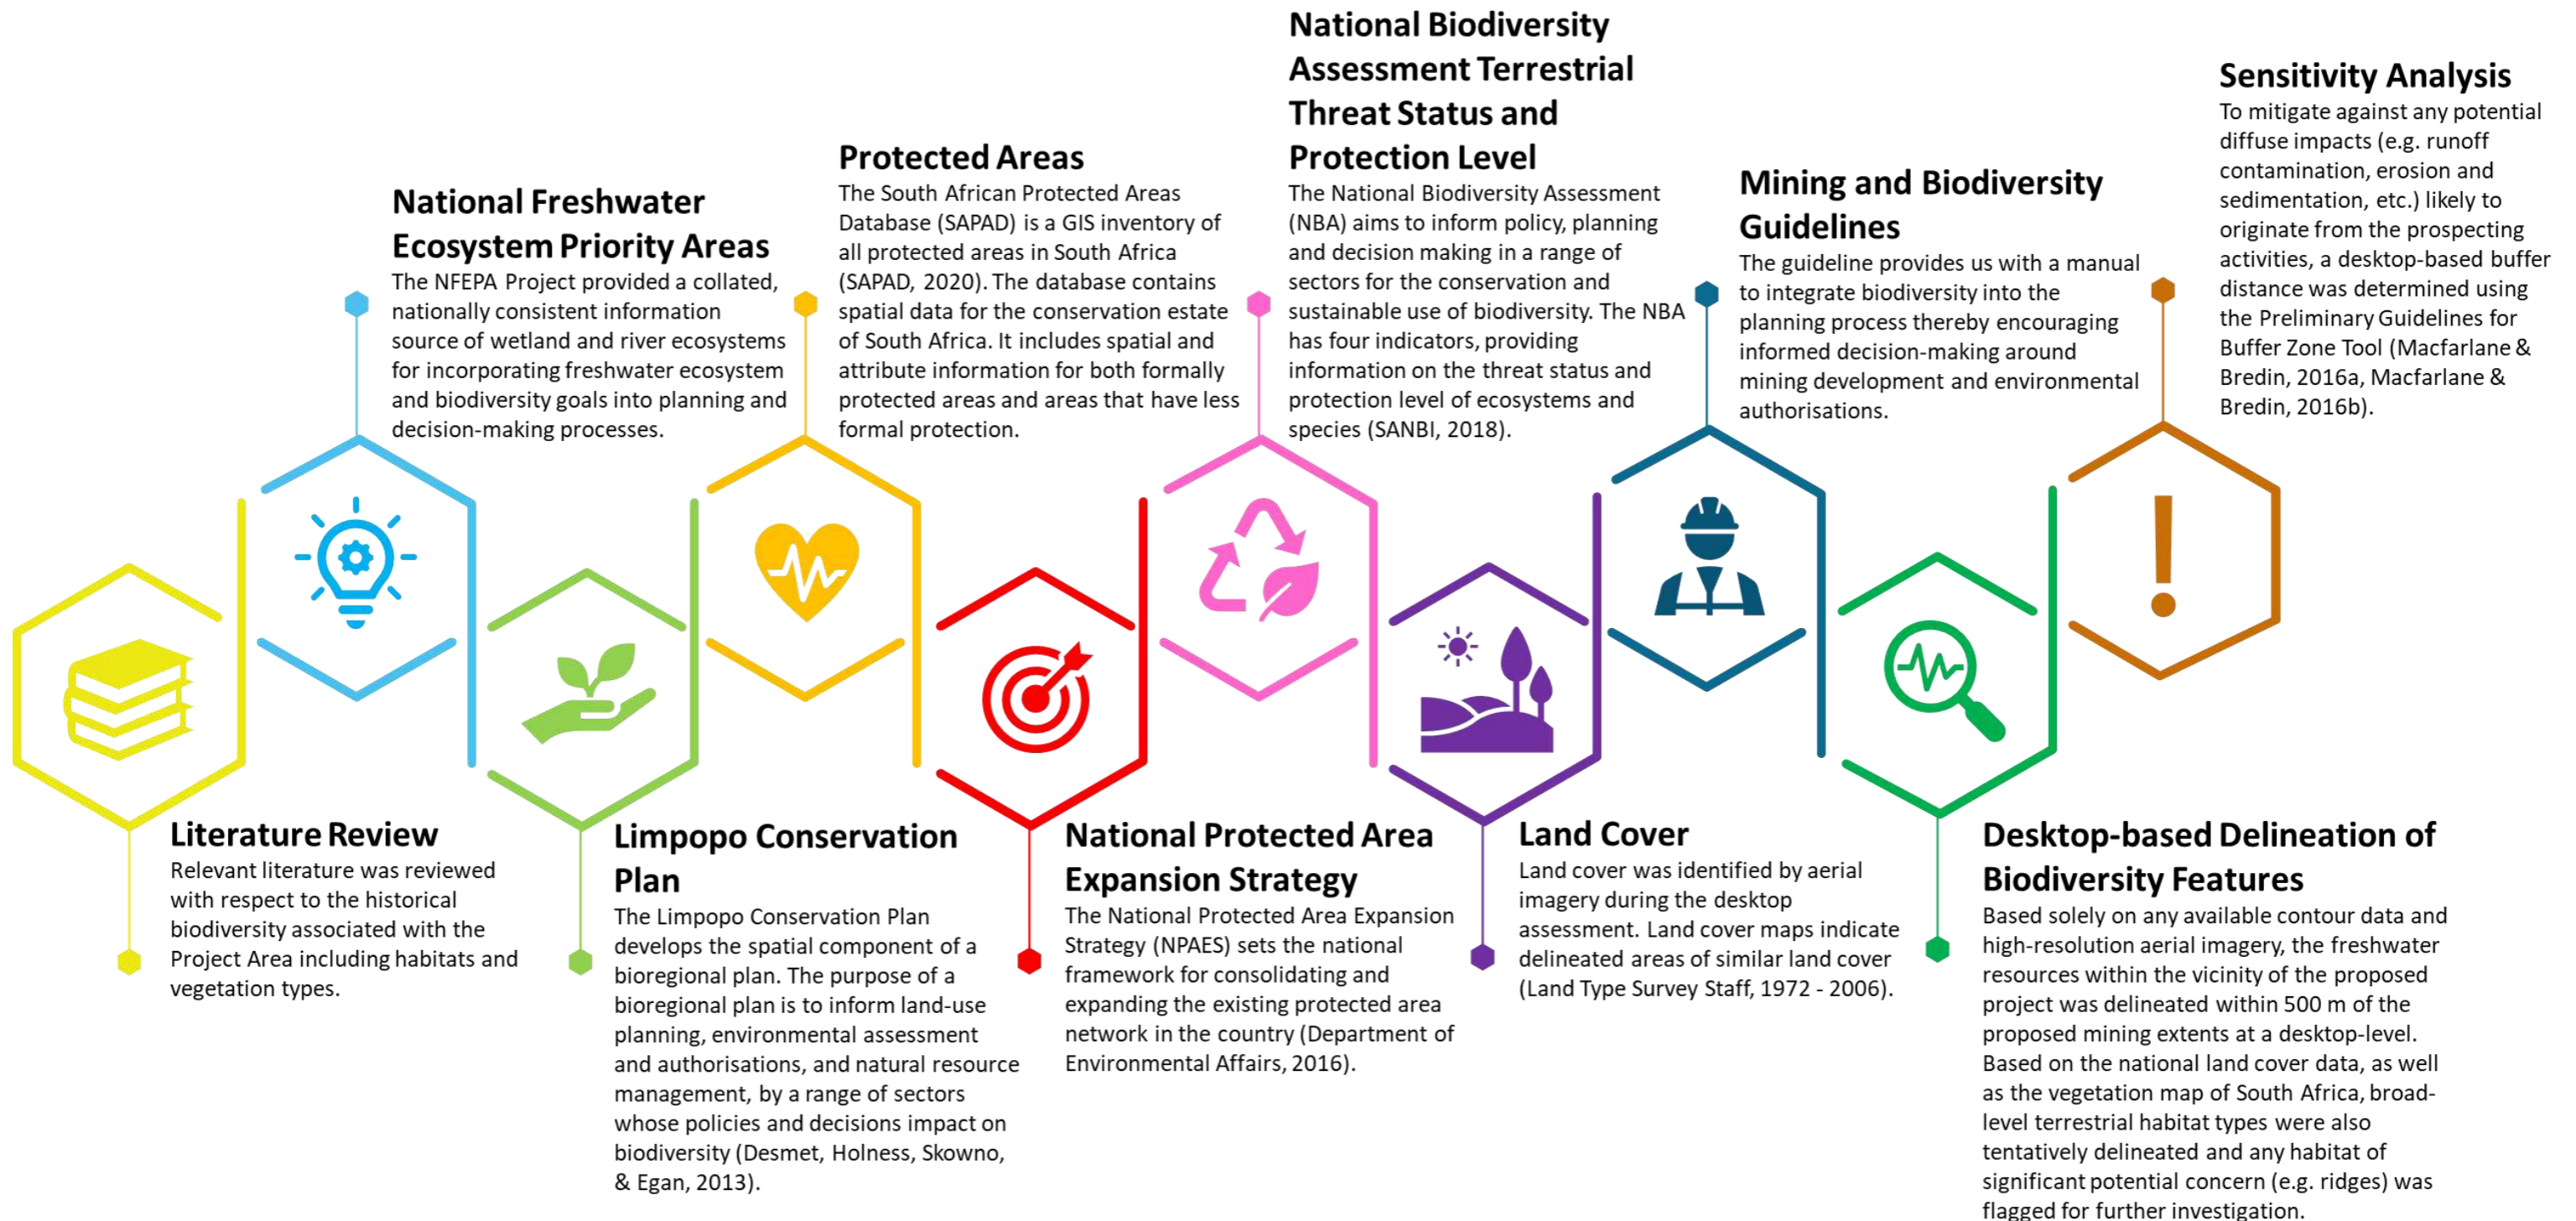 Literature Review
Relevant literature was reviewed
with respect to the historical
biodiversity associated with the
Project Area including habitats and
vegetation types.
National Freshwater
Ecosystem Priority Areas
The NFEPA Project provided a collated,
nationally consistent information
source of wetland and river ecosystems
for incorporating freshwater ecosystem
and biodiversity goals into planning and
decision-making processes.
Limpopo Conservation
Plan
The Limpopo Conservation Plan
develops the spatial component of a
bioregional plan. The purpose of a
bioregional plan is to inform land-use
planning, environmental assessment
and authorisations, and natural resource
management, by a range of sectors
whose policies and decisions impact on
biodiversity (Desmet, Holness, Skowno,
& Egan, 2013).
Protected Areas
The South African Protected Areas
Database (SAPAD) is a GIS inventory of
all protected areas in South Africa
(SAPAD, 2020). The database contains
spatial data for the conservation estate
of South Africa. It includes spatial and
attribute information for both formally
protected areas and areas that have less
formal protection.
National Protected Area
Expansion Strategy
The National Protected Area Expansion
Strategy (NPAES) sets the national
framework for consolidating and
expanding the existing protected area
network in the country (Department of
Environmental Affairs, 2016).
National Biodiversity
Assessment Terrestrial
Threat Status and
Protection Level
The National Biodiversity Assessment
(NBA) aims to inform policy, planning
and decision making in a range of
sectors for the conservation and
sustainable use of biodiversity. The NBA
has four indicators, providing
information on the threat status and
protection level of ecosystems and
species (SANBI, 2018).
Land Cover
Land cover was identified by aerial
imagery during the desktop
assessment. Land cover maps indicate
delineated areas of similar land cover
(Land Type Survey Staff, 1972 - 2006).
Mining and Biodiversity
Guidelines
The guideline provides us with a manual
to integrate biodiversity into the
planning process thereby encouraging
informed decision-making around
mining development and environmental
authorisations.
Desktop-based Delineation of
Biodiversity Features
Based solely on any available contour data and
high-resolution aerial imagery, the freshwater
resources within the vicinity of the proposed
project was delineated within 500 m of the
proposed mining extents at a desktop-level.
Based on the national land cover data, as well
as the vegetation map of South Africa, broad-
level terrestrial habitat types were also
tentatively delineated and any habitat of
significant potential concern (e.g. ridges) was
flagged for further investigation.
Sensitivity Analysis
To mitigate against any potential
diffuse impacts (e.g. runoff
contamination, erosion and
sedimentation, etc.) likely to
originate from the prospecting
activities, a desktop-based buffer
distance was determined using
the Preliminary Guidelines for
Buffer Zone Tool (Macfarlane &
Bredin, 2016a, Macfarlane &
Bredin, 2016b).